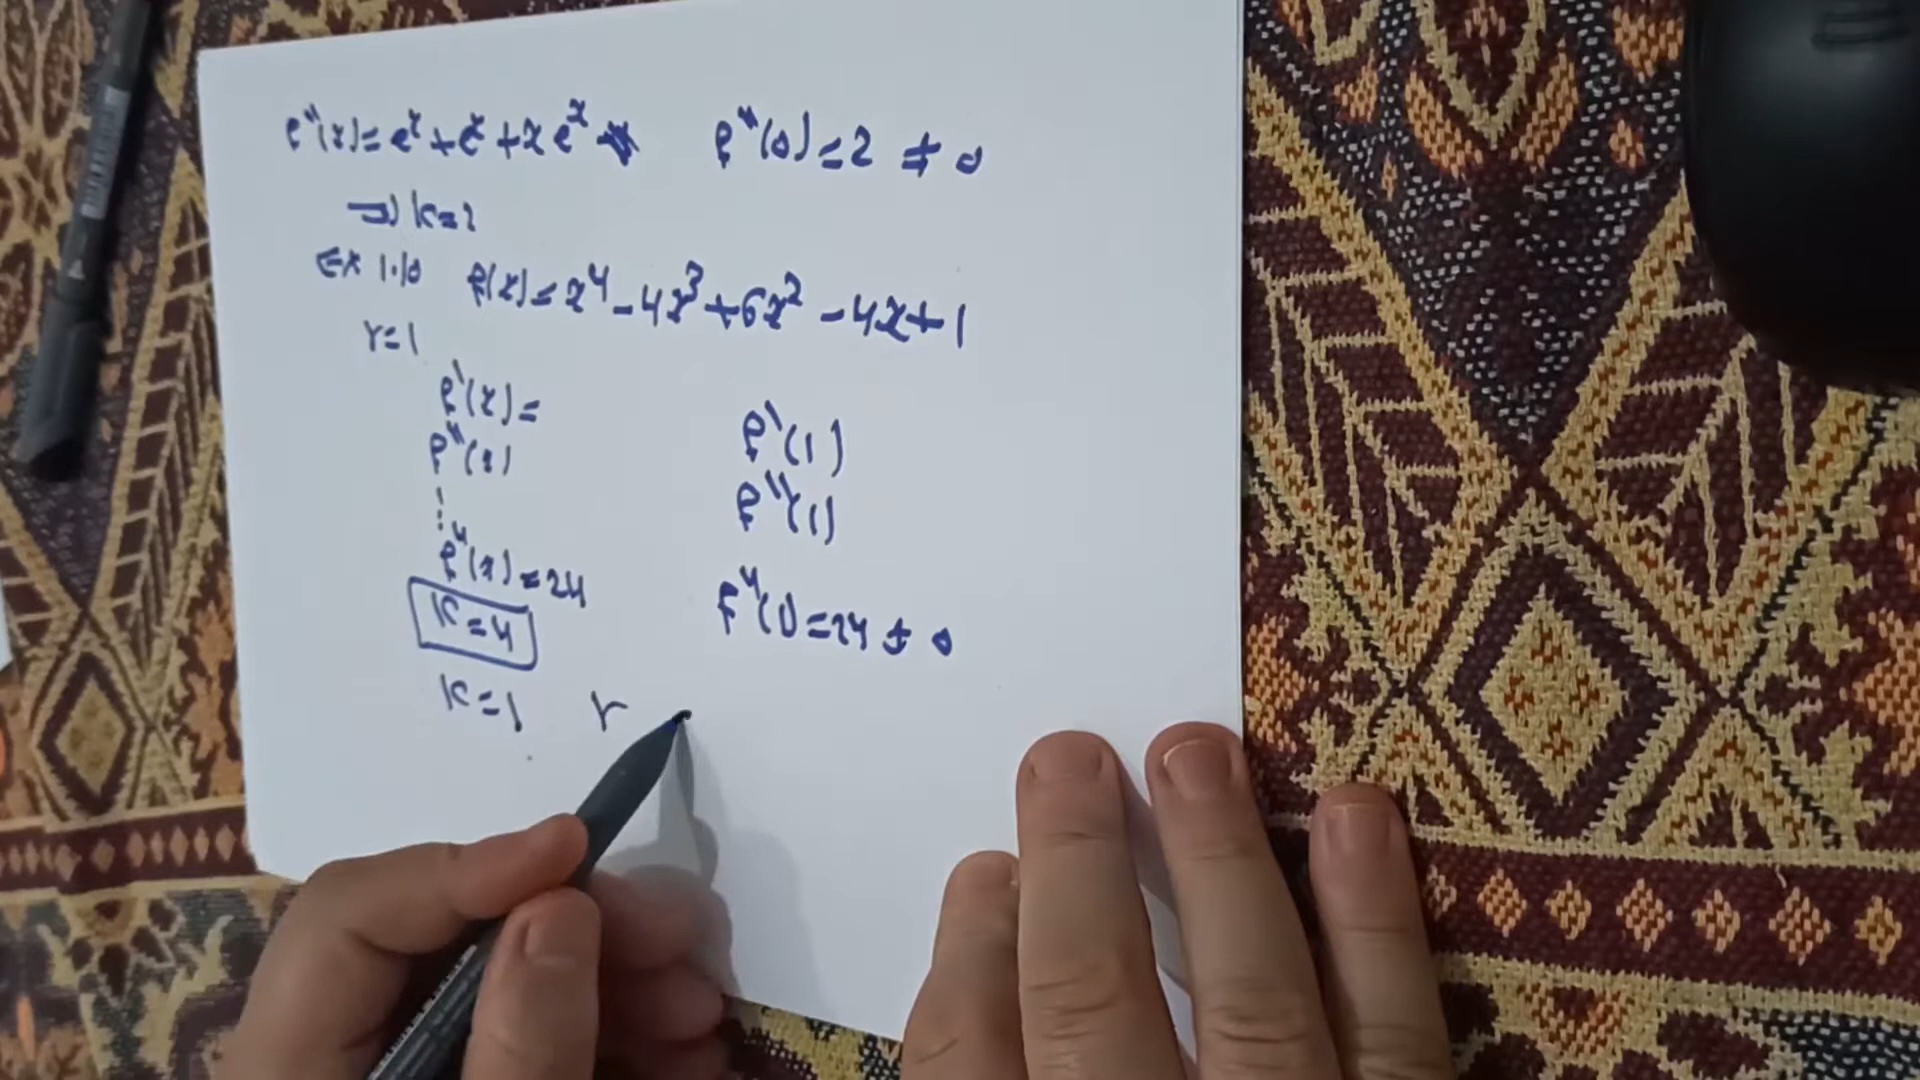 f''(x) = e^x + e^x + x e^x f''(0) = 2 ≠ 0
⇒ k=2
Ex 1.10 f(x) = x^4 - 4x^3 + 6x^2 - 4x + 1
r=1
f'(x) = f'(1)
f''(x) f''(1)
⋮
f^4(x) = 24 f^4(1) = 24 ≠ 0
k=4
k=1 r